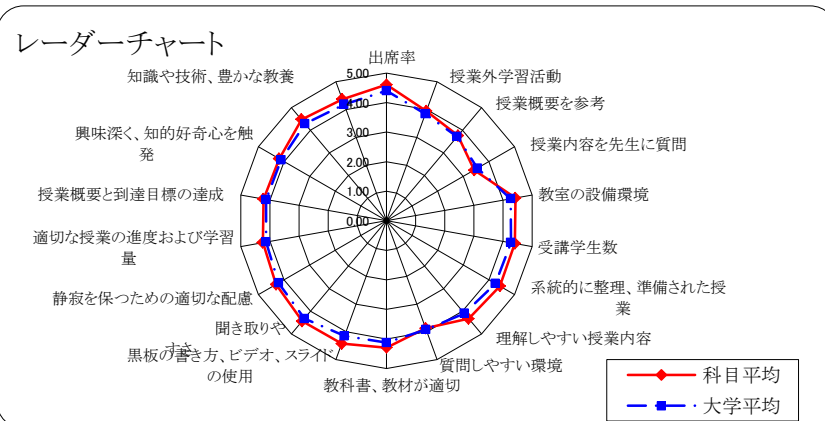 レーダーチャート
出席率
授業外学習活動
授業概要を参考
授業内容を先生に質問
教室の設備環境
受講学生数
系統的に整理、準備された授
業
理解しやすい授業内容
質問しやすい環境
教科書、教材が適切
黒板の書き方、ビデオ、スライド
の使用
聞き取りや
すさ
静寂を保つための適切な配慮
適切な授業の進度および学習
量
授業概要と到達目標の達成
興味深く、知的好奇心を触
発
知識や技術、豊かな教養
5.00
4.00
3.00
2.00
1.00
0.00
科目平均
大学平均